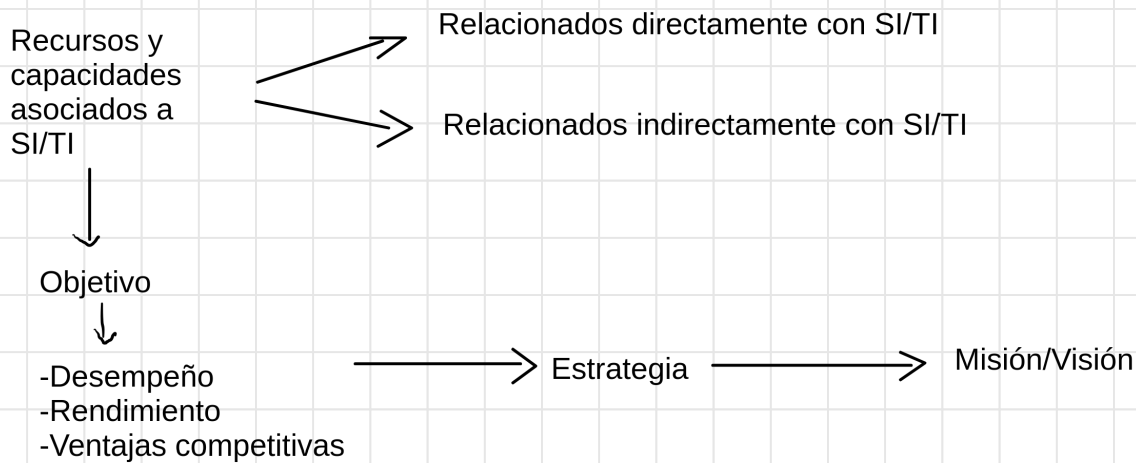 Recursos y
capacidades
asociados a
SI/TI
Relacionados directamente con SI/TI
Relacionados indirectamente con SI/TI
Objetivo
-Desempeño
-Rendimiento
-Ventajas competitivas
Estrategia
Misión/Visión